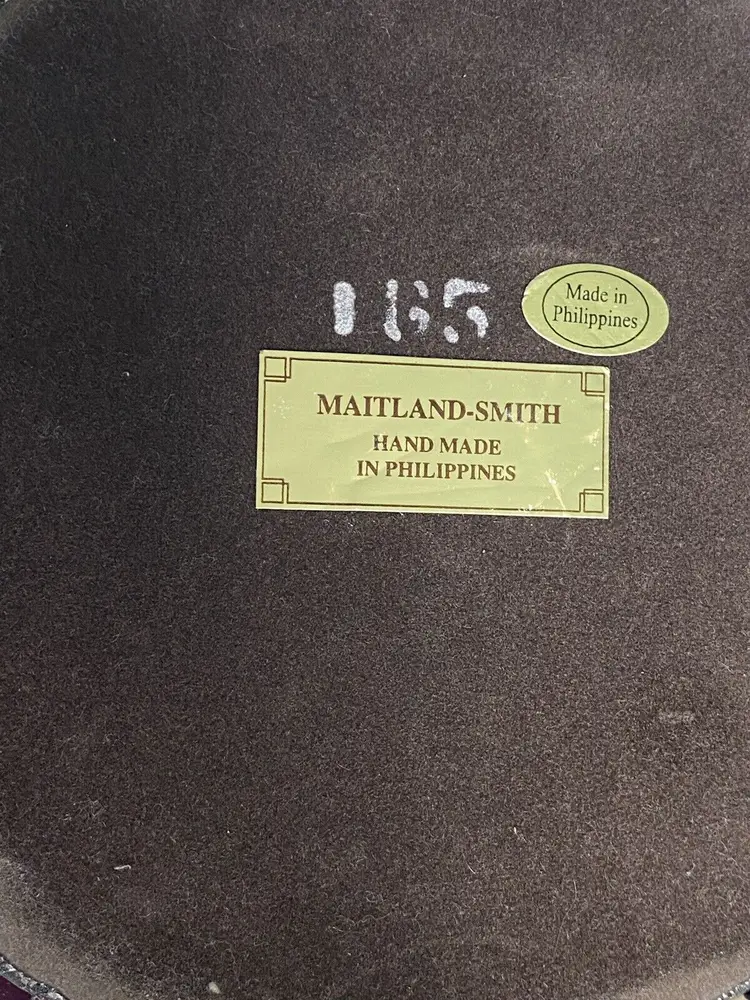 165
Made in
Philippines
MAITLAND-SMITH
HAND MADE
IN PHILIPPINES